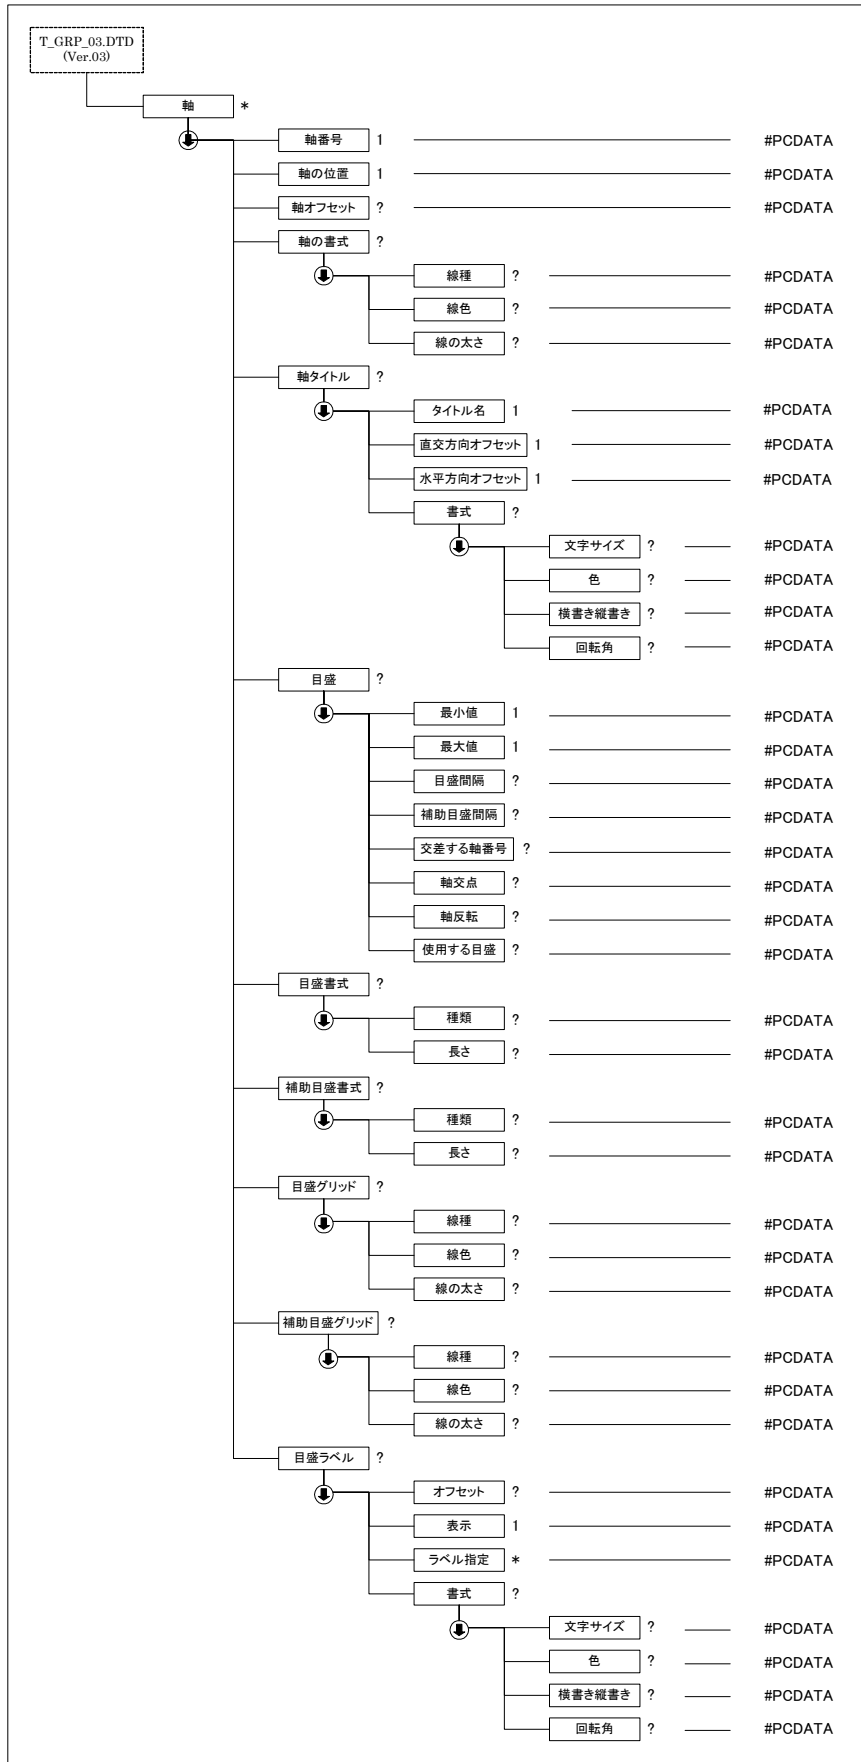 T_GRP_03.DTD
(Ver.03)
軸 *
軸番号 1 #PCDATA
軸の位置 1 #PCDATA
軸オフセット ? #PCDATA
軸の書式 ?
線種 ? #PCDATA
線色 ? #PCDATA
線の太さ ? #PCDATA
軸タイトル ?
タイトル名 1 #PCDATA
直交方向オフセット 1 #PCDATA
水平方向オフセット 1 #PCDATA
書式 ?
文字サイズ ? #PCDATA
色 ? #PCDATA
横書き縦書き ? #PCDATA
回転角 ? #PCDATA
目盛 ?
最小値 1 #PCDATA
最大値 1 #PCDATA
目盛間隔 ? #PCDATA
補助目盛間隔 ? #PCDATA
交差する軸番号 ? #PCDATA
軸交点 ? #PCDATA
軸反転 ? #PCDATA
使用する目盛 ? #PCDATA
目盛書式 ?
種類 ? #PCDATA
長さ ? #PCDATA
補助目盛書式 ?
種類 ? #PCDATA
長さ ? #PCDATA
目盛グリッド ?
線種 ? #PCDATA
線色 ? #PCDATA
線の太さ ? #PCDATA
補助目盛グリッド ?
線種 ? #PCDATA
線色 ? #PCDATA
線の太さ ? #PCDATA
目盛ラベル ?
オフセット ? #PCDATA
表示 1 #PCDATA
ラベル指定 * #PCDATA
書式 ?
文字サイズ ? #PCDATA
色 ? #PCDATA
横書き縦書き ? #PCDATA
回転角 ? #PCDATA